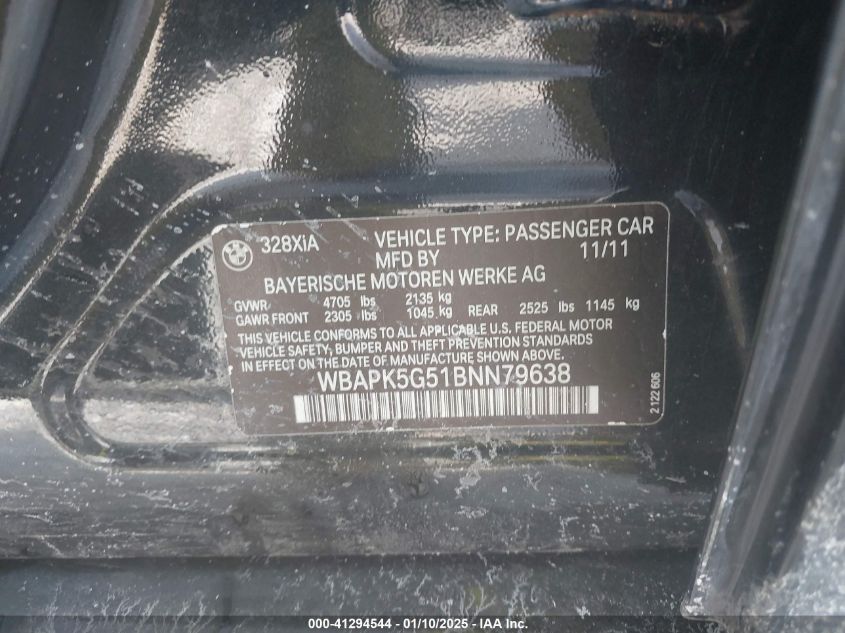 328XiA VEHICLE TYPE: PASSENGER CAR
MFD BY 11/11
BAYERISCHE MOTOREN WERKE AG
GVWR 4705 lbs 2135 kg
GAWR FRONT 2305 lbs 1045 kg REAR 2525 lbs 1145 kg
THIS VEHICLE CONFORMS TO ALL APPLICABLE U.S. FEDERAL MOTOR
VEHICLE SAFETY, BUMPER AND THEFT PREVENTION STANDARDS
IN EFFECT ON THE DATE OF MANUFACTURE SHOWN ABOVE.
WBAPK5G51BNN79638
2 122 606
000-41294544 - 01/10/2025 - IAA Inc.